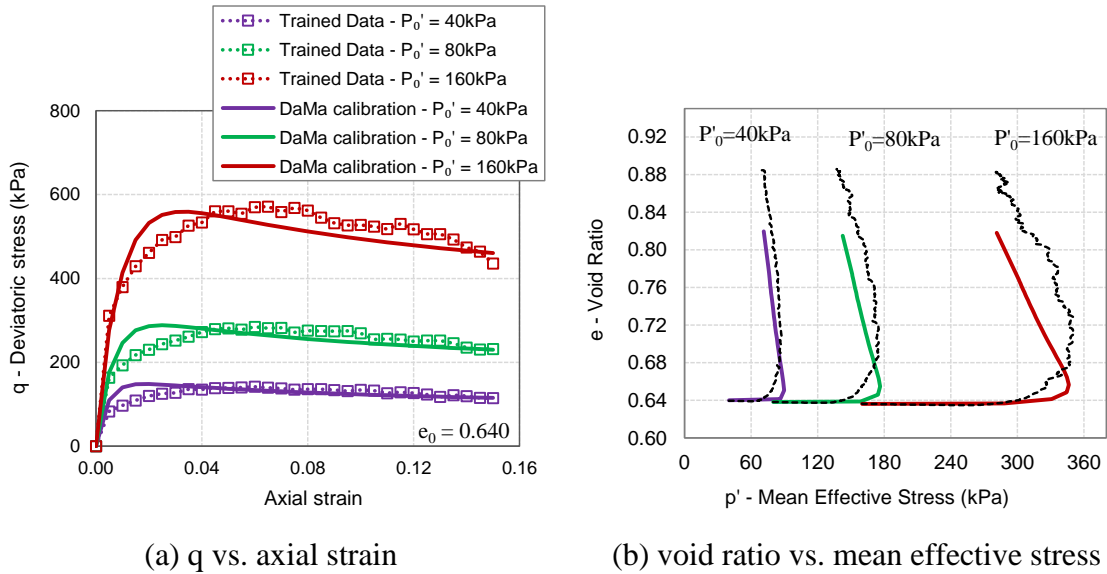 Trained Data - P₀' = 40kPa
Trained Data - P₀' = 80kPa
Trained Data - P₀' = 160kPa
DaMa calibration - P₀' = 40kPa
DaMa calibration - P₀' = 80kPa
DaMa calibration - P₀' = 160kPa
800
600
400
200
0
q - Deviatoric stress (kPa)
e₀ = 0.640
0.00 0.04 0.08 0.12 0.16
Axial strain
(a) q vs. axial strain
P'₀=40kPa P'₀=80kPa P'₀=160kPa
0.92
0.88
0.84
0.80
0.76
0.72
0.68
0.64
0.60
e - Void Ratio
0 60 120 180 240 300 360
p' - Mean Effective Stress (kPa)
(b) void ratio vs. mean effective stress